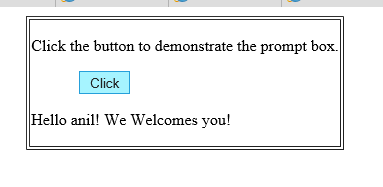 Click the button to demonstrate the prompt box.
Click
Hello anil! We Welcomes you!